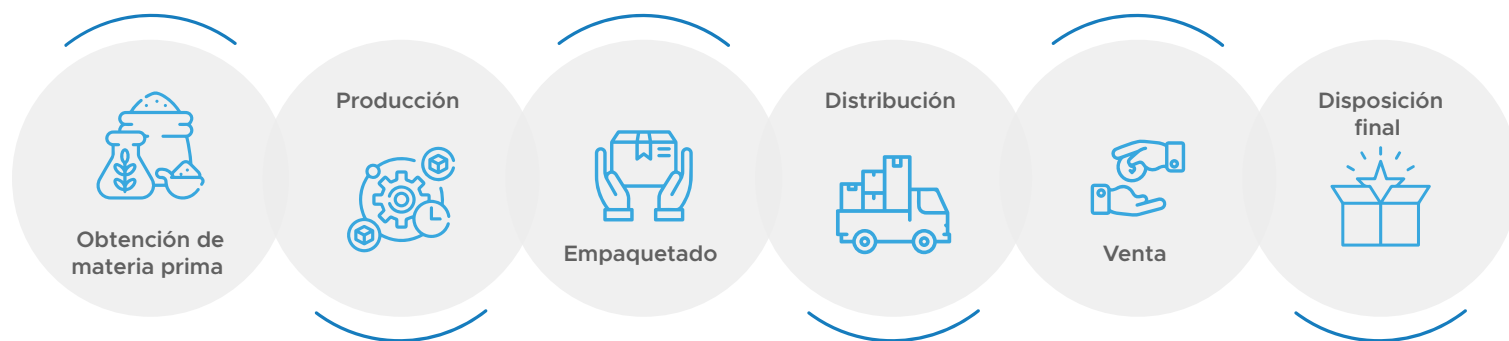 Obtención de
materia prima
Producción
Empaquetado
Distribución
Venta
Disposición
final